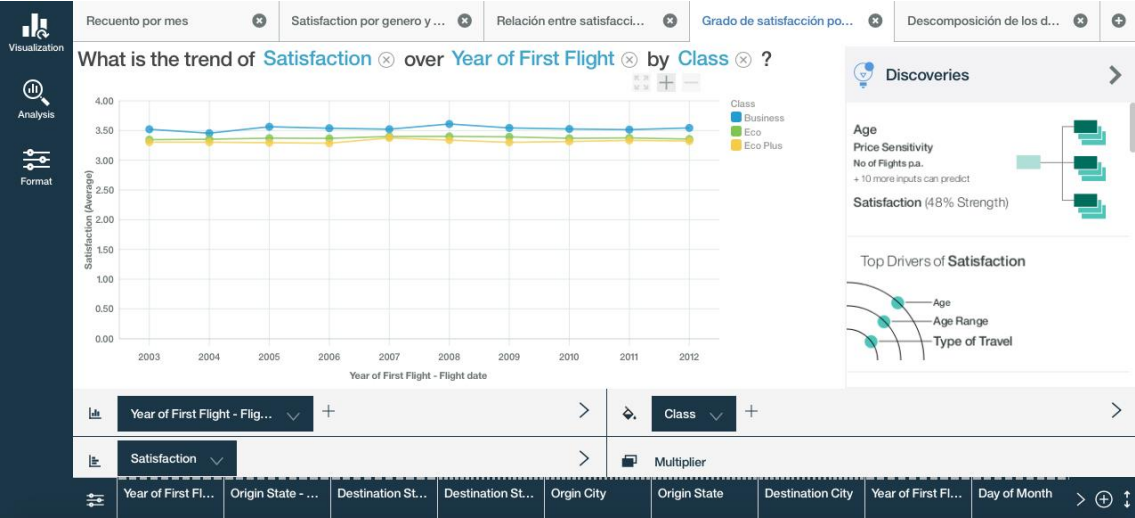 Recuento por mes
Satisfaction por genero y ...
Relación entre satisfacci...
Grado de satisfacción po...
Descomposición de los d...
Visualization
Analysis
Format
What is the trend of Satisfaction over Year of First Flight by Class ?
4.00
3.50
3.00
2.50
2.00
1.50
1.00
0.50
0.00
Satisfaction (Average)
2003 2004 2005 2006 2007 2008 2009 2010 2011 2012
Year of First Flight - Flight date
Class
Business
Eco
Eco Plus
Discoveries
Age
Price Sensitivity
No of Flights p.a.
+ 10 more inputs can predict
Satisfaction (48% Strength)
Top Drivers of Satisfaction
Age
Age Range
Type of Travel
Year of First Flight - Flig...
Class
Satisfaction
Multiplier
Year of First Fl... Origin State - ... Destination St... Destination St... Orgin City Origin State Destination City Year of First Fl... Day of Month